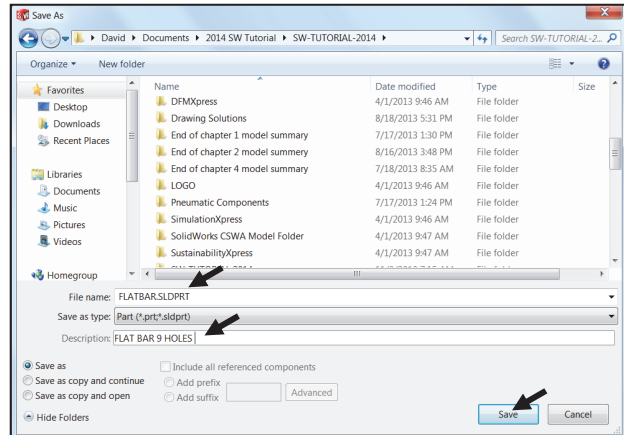 Save As
David ▸ Documents ▸ 2014 SW Tutorial ▸ SW-TUTORIAL-2014 ▸ Search SW-TUTORIAL-2...
Organize New folder
Favorites
Desktop
Downloads
Recent Places
Libraries
Documents
Music
Pictures
Videos
Homegroup
Name Date modified Type Size
DFMXpress 4/1/2013 9:46 AM File folder
Drawing Solutions 8/18/2013 5:31 PM File folder
End of chapter 1 model summary 7/17/2013 1:30 PM File folder
End of chapter 2 model summery 8/16/2013 3:48 PM File folder
End of chapter 4 model summery 7/18/2013 8:35 AM File folder
LOGO 4/1/2013 9:46 AM File folder
Pneumatic Components 7/17/2013 1:24 PM File folder
SimulationXpress 4/1/2013 9:46 AM File folder
SolidWorks CSWA Model Folder 4/1/2013 9:47 AM File folder
SustainabilityXpress 4/1/2013 9:47 AM File folder
File name: FLATBAR.SLDPRT
Save as type: Part (*.prt;*.sldprt)
Description: FLAT BAR 9 HOLES
Save as
Save as copy and continue
Save as copy and open
Include all referenced components
Add prefix
Add suffix
Advanced
Hide Folders
Save
Cancel